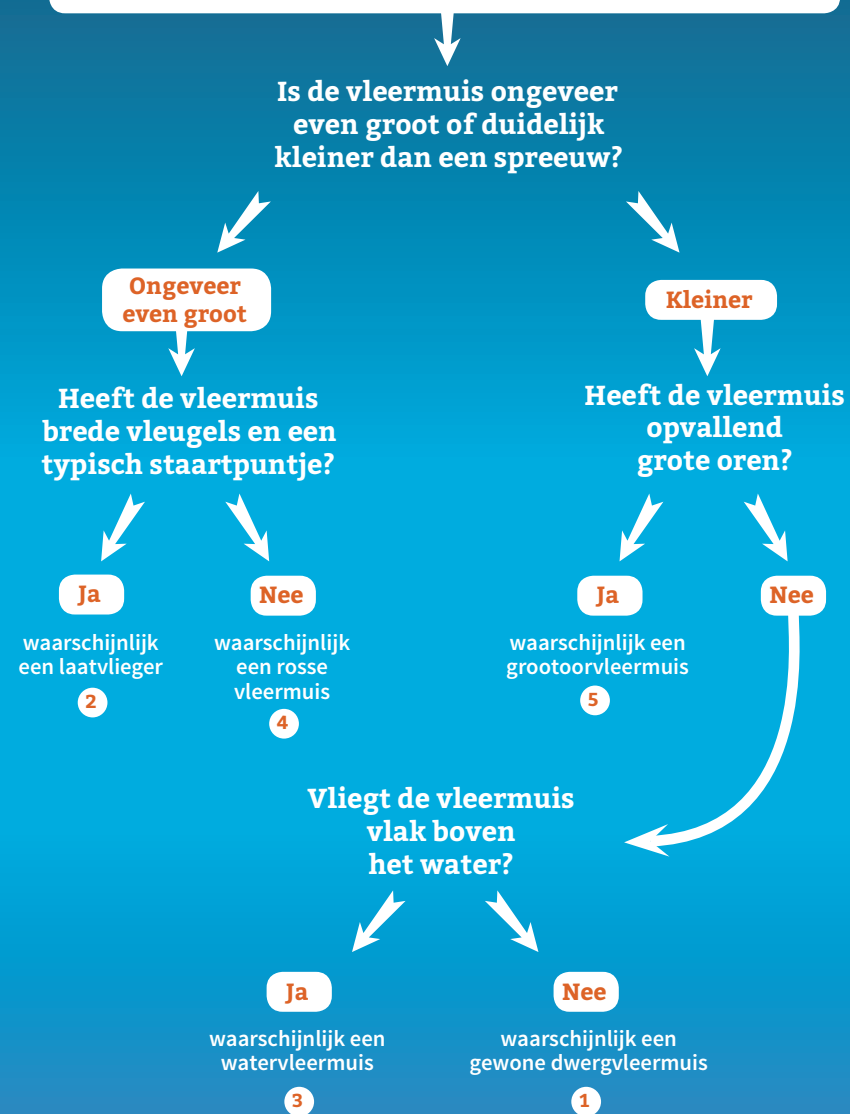 Is de vleermuis ongeveer
even groot of duidelijk
kleiner dan een spreeuw?
Ongeveer
even groot
Kleiner
Heeft de vleermuis
brede vleugels en een
typisch staartpuntje?
Heeft de vleermuis
opvallend
grote oren?
Ja
Nee
Ja
Nee
waarschijnlijk
een laatvlieger
2
waarschijnlijk
een rosse
vleermuis
4
waarschijnlijk een
grootoorvleermuis
5
Vliegt de vleermuis
vlak boven
het water?
Ja
Nee
waarschijnlijk een
watervleermuis
3
waarschijnlijk een
gewone dwergvleermuis
1